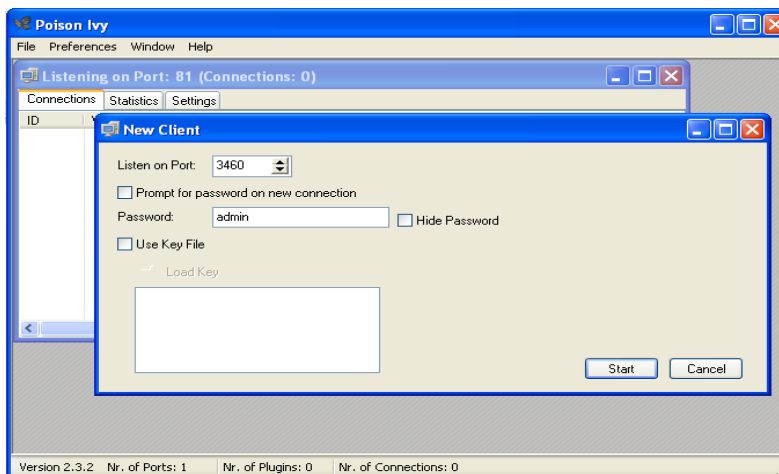 Poison Ivy
File Preferences Window Help
Listening on Port: 81 (Connections: 0)
Connections Statistics Settings
ID
New Client
Listen on Port: 3460
Prompt for password on new connection
Password: admin Hide Password
Use Key File
Load Key
Start Cancel
Version 2.3.2 Nr. of Ports: 1 Nr. of Plugins: 0 Nr. of Connections: 0